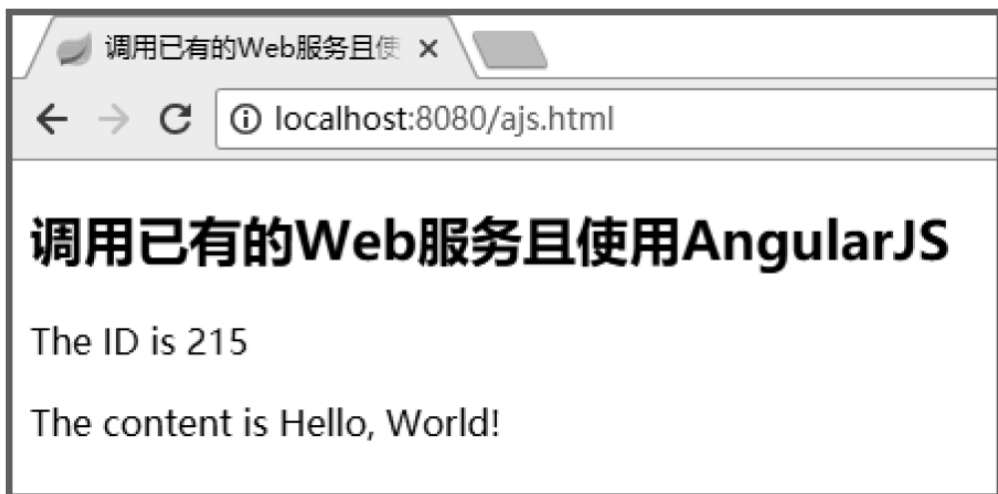 调用已有的Web服务且使
localhost:8080/ajs.html
调用已有的Web服务且使用AngularJS
The ID is 215
The content is Hello, World!